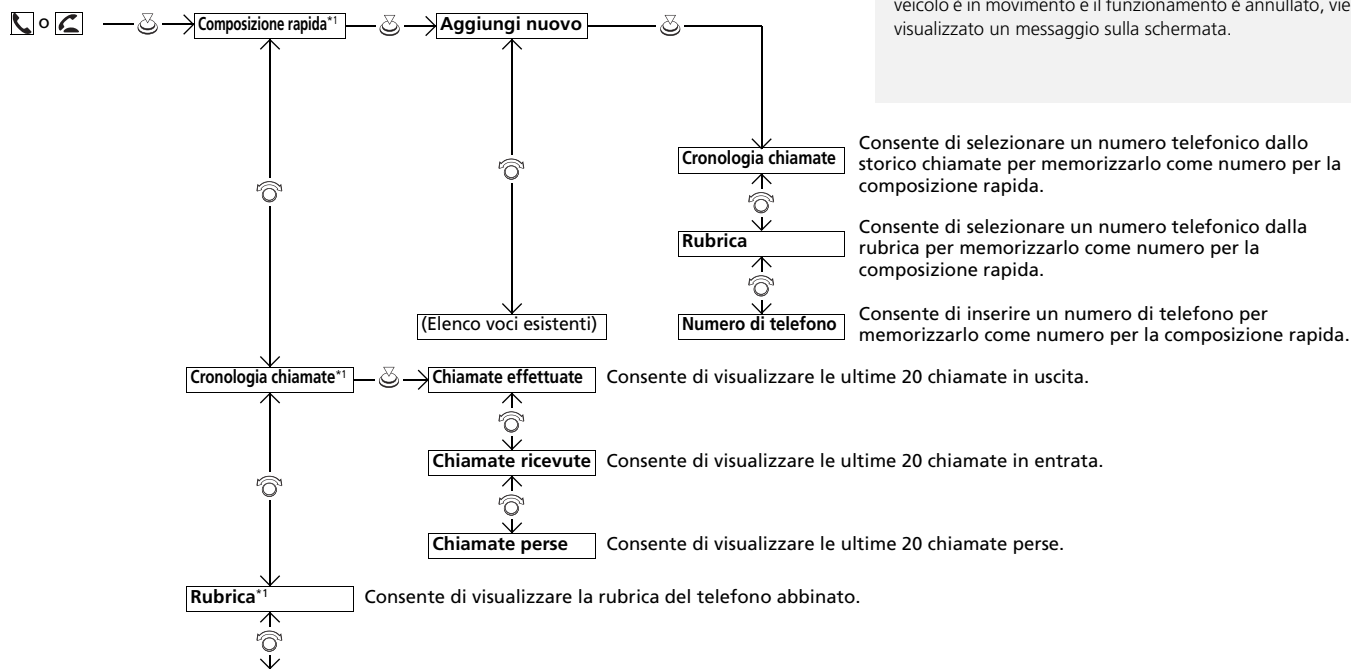 veicolo è in movimento e il funzionamento è annullato, vie
visualizzato un messaggio sulla schermata.
o
Composizione rapida*1
Aggiungi nuovo
Cronologia chiamate
Consente di selezionare un numero telefonico dallo
storico chiamate per memorizzarlo come numero per la
composizione rapida.
Rubrica
Consente di selezionare un numero telefonico dalla
rubrica per memorizzarlo come numero per la
composizione rapida.
(Elenco voci esistenti)
Numero di telefono
Consente di inserire un numero di telefono per
memorizzarlo come numero per la composizione rapida.
Cronologia chiamate*1
Chiamate effettuate
Consente di visualizzare le ultime 20 chiamate in uscita.
Chiamate ricevute
Consente di visualizzare le ultime 20 chiamate in entrata.
Chiamate perse
Consente di visualizzare le ultime 20 chiamate perse.
Rubrica*1
Consente di visualizzare la rubrica del telefono abbinato.